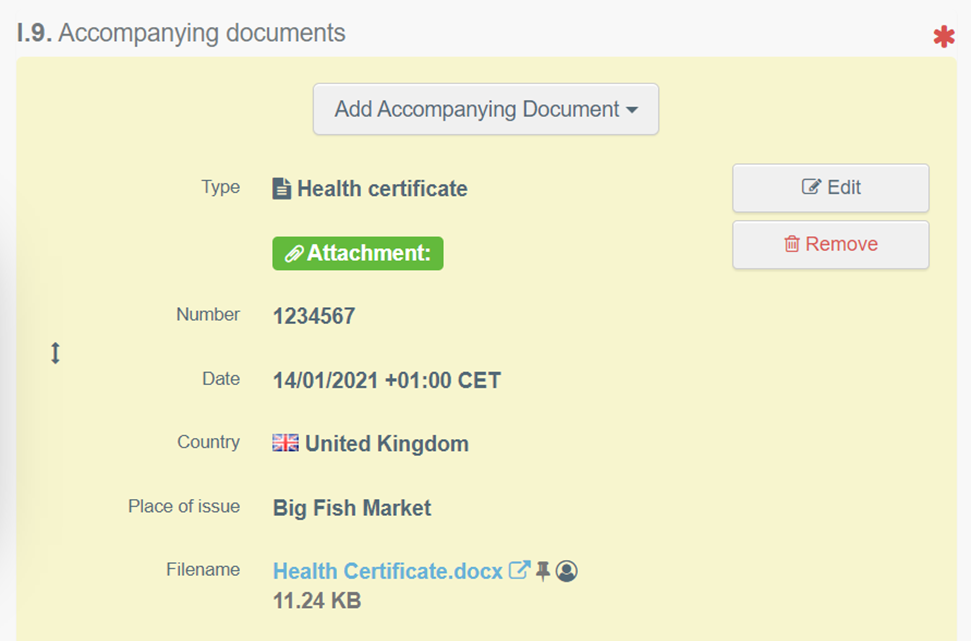 I.9. Accompanying documents
Add Accompanying Document
Type Health certificate
Edit
Attachment:
Remove
Number 1234567
Date 14/01/2021 +01:00 CET
Country United Kingdom
Place of issue Big Fish Market
Filename Health Certificate.docx
11.24 KB